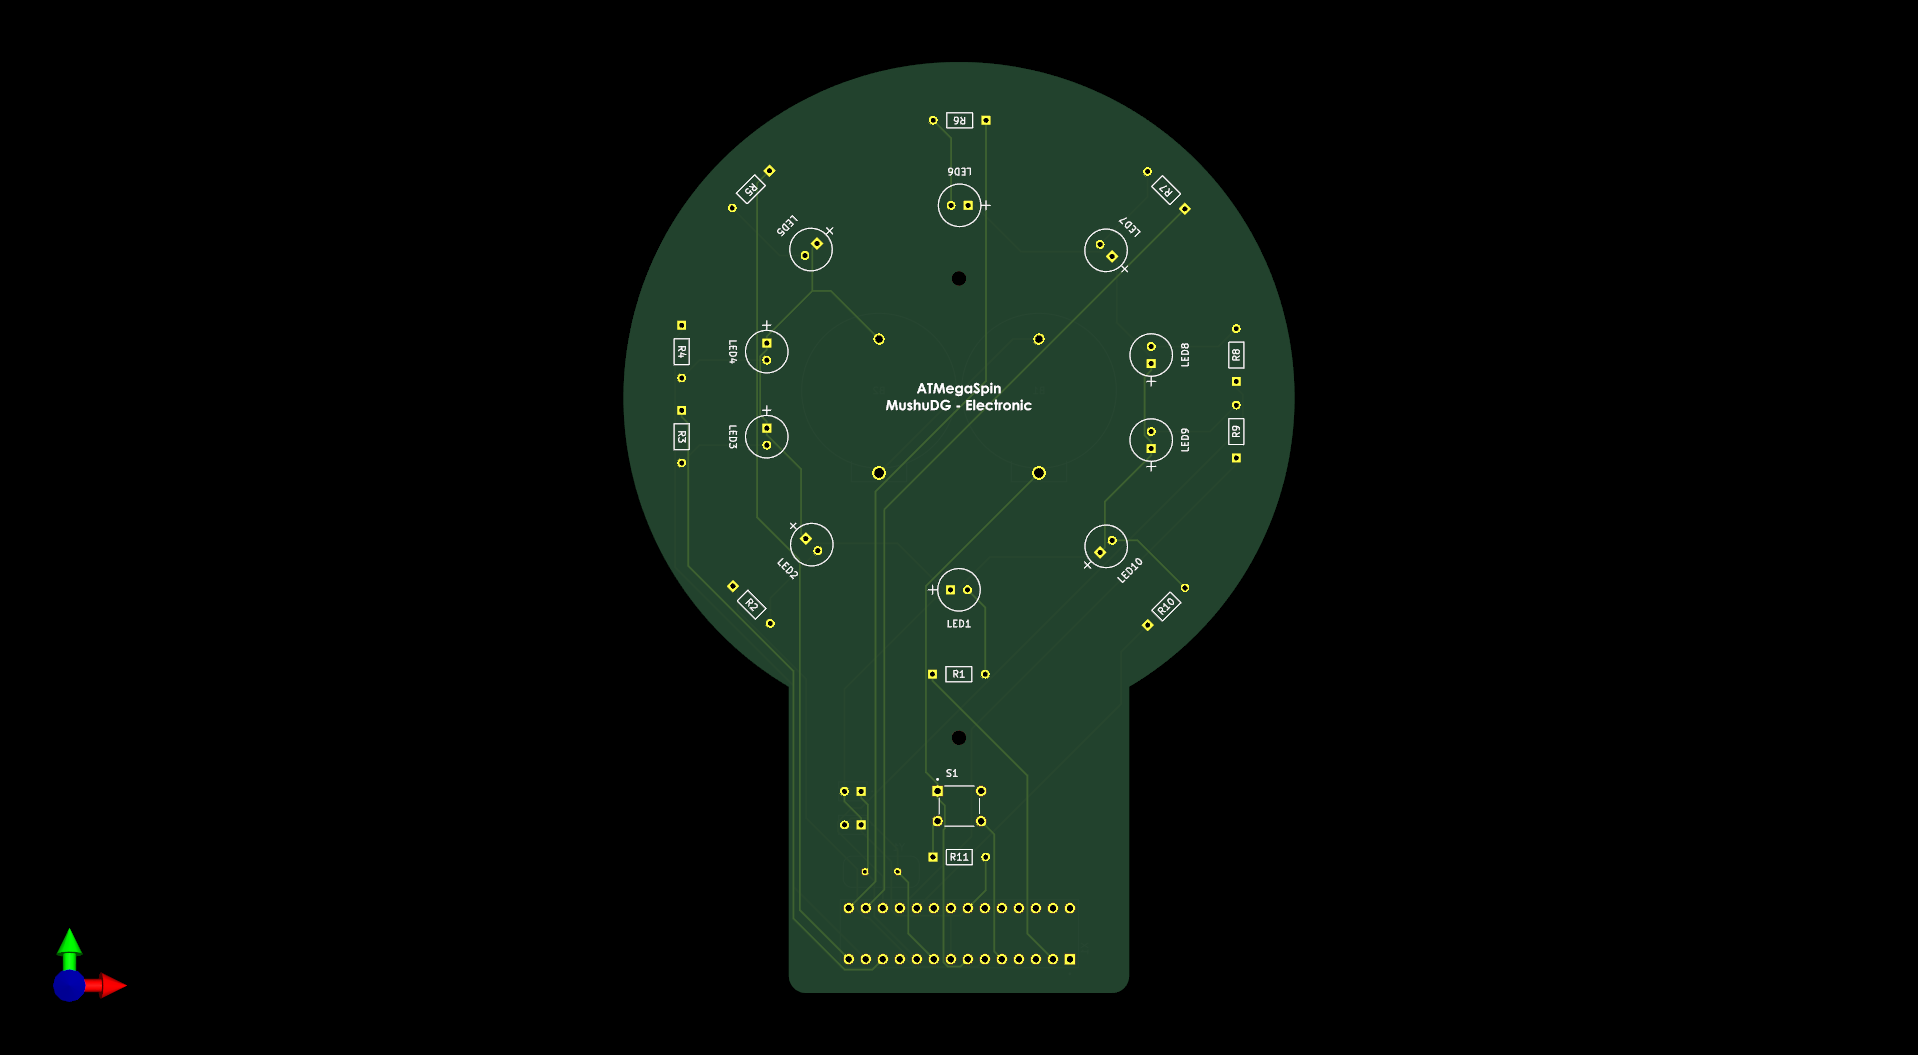 R6
LED6
R5
R7
LED5
LED7
R4
LED4
LED8
R8
ATMegaSpin
MushuDG - Electronic
R3
LED3
LED9
R9
LED2
LED10
R2
R10
LED1
R1
S1
R11